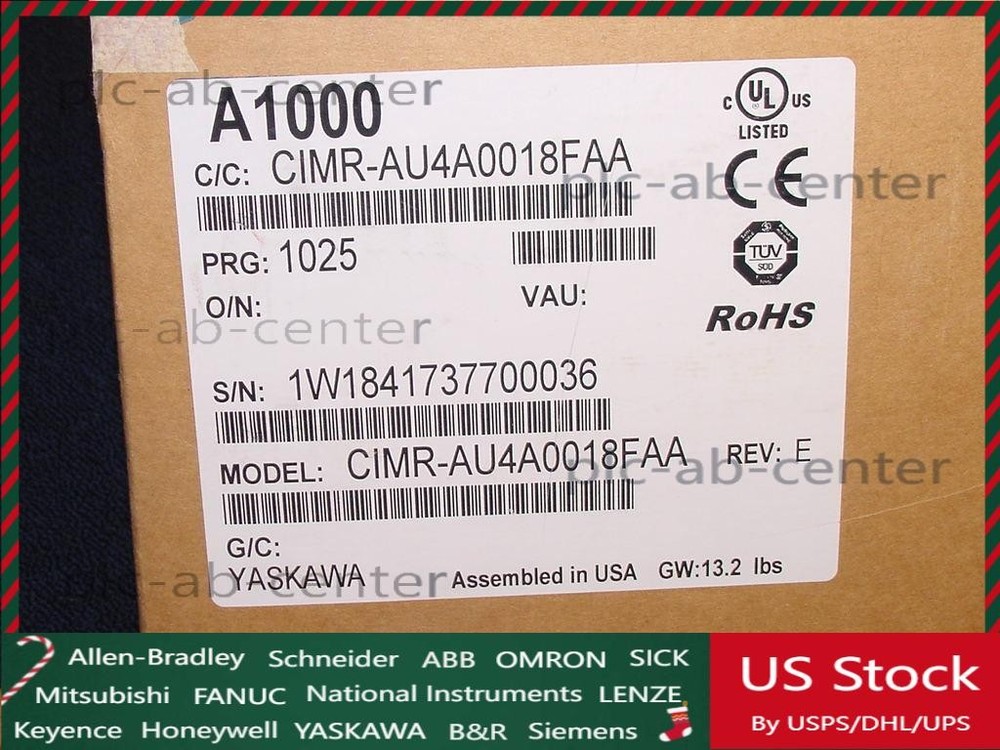 plc-ab-center
A1000
C UL US
LISTED
C/C: CIMR-AU4A0018FAA
plc-ab-center
CE
PRG: 1025
TÜV
SÜD
O/N:
VAU:
RoHS
plc-ab-center
S/N: 1W1841737700036
MODEL: CIMR-AU4A0018FAA REV: E
plc-ab-center
G/C:
YASKAWA Assembled in USA GW:13.2 lbs
plc-ab-center
Allen-Bradley Schneider ABB OMRON SICK
Mitsubishi FANUC National Instruments LENZE
Keyence Honeywell YASKAWA B&R Siemens
US Stock
By USPS/DHL/UPS